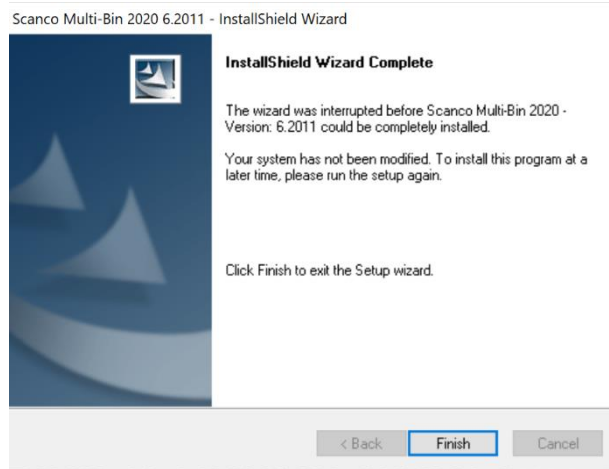 Scanco Multi-Bin 2020 6.2011 - InstallShield Wizard
InstallShield Wizard Complete
The wizard was interrupted before Scanco Multi-Bin 2020 -
Version: 6.2011 could be completely installed.
Your system has not been modified. To install this program at a
later time, please run the setup again.
Click Finish to exit the Setup wizard.
< Back
Finish
Cancel